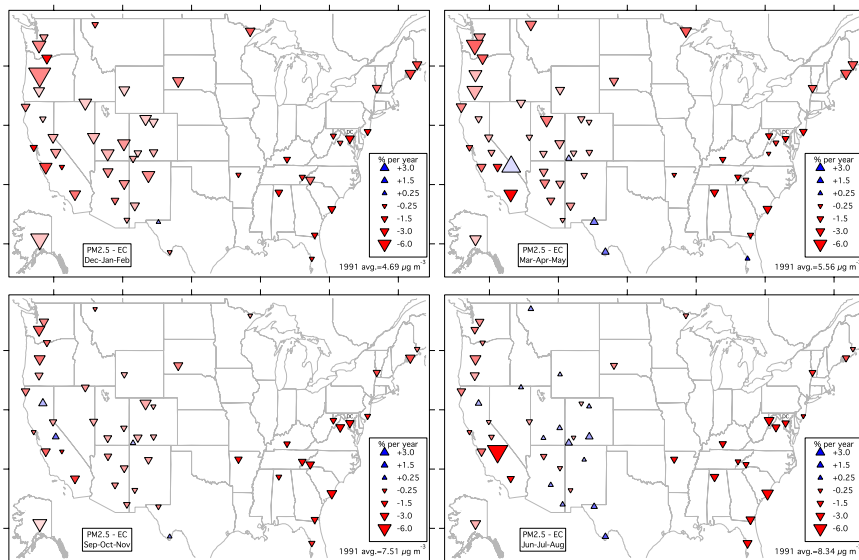 DC
% per year
+3.0
+1.5
+0.25
-0.25
-1.5
-3.0
-6.0
PM2.5 - EC
Dec-Jan-Feb
1991 avg.=4.69 µg m⁻³
DC
% per year
+3.0
+1.5
+0.25
-0.25
-1.5
-3.0
-6.0
PM2.5 - EC
Mar-Apr-May
1991 avg.=5.56 µg m⁻³
DC
% per year
+3.0
+1.5
+0.25
-0.25
-1.5
-3.0
-6.0
PM2.5 - EC
Sep-Oct-Nov
1991 avg.=7.51 µg m⁻³
DC
% per year
+3.0
+1.5
+0.25
-0.25
-1.5
-3.0
-6.0
PM2.5 - EC
Jun-Jul-Aug
1991 avg.=8.34 µg m⁻³